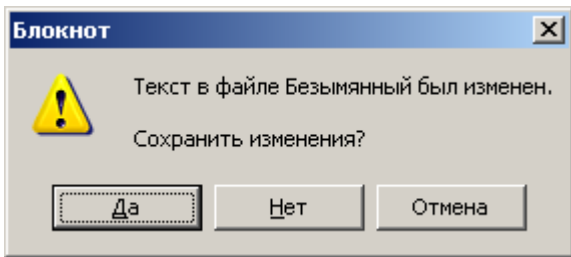 Блокнот
Текст в файле Безымянный был изменен.
Сохранить изменения?
Да
Нет
Отмена